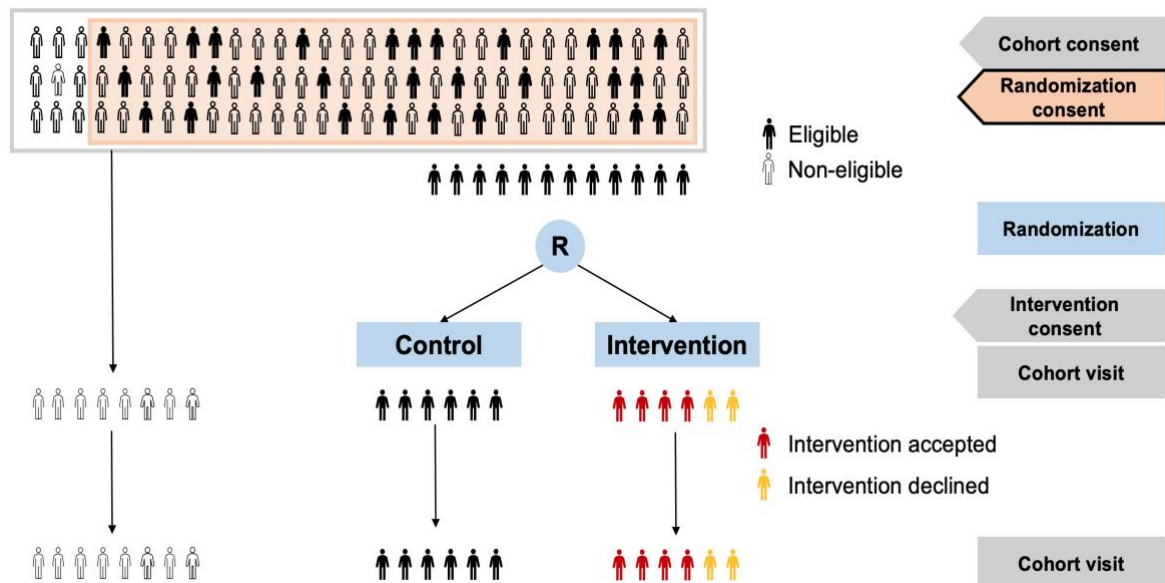 Cohort consent
Randomization
consent
Eligible
Non-eligible
Randomization
R
Intervention
consent
Control
Intervention
Cohort visit
Intervention accepted
Intervention declined
Cohort visit